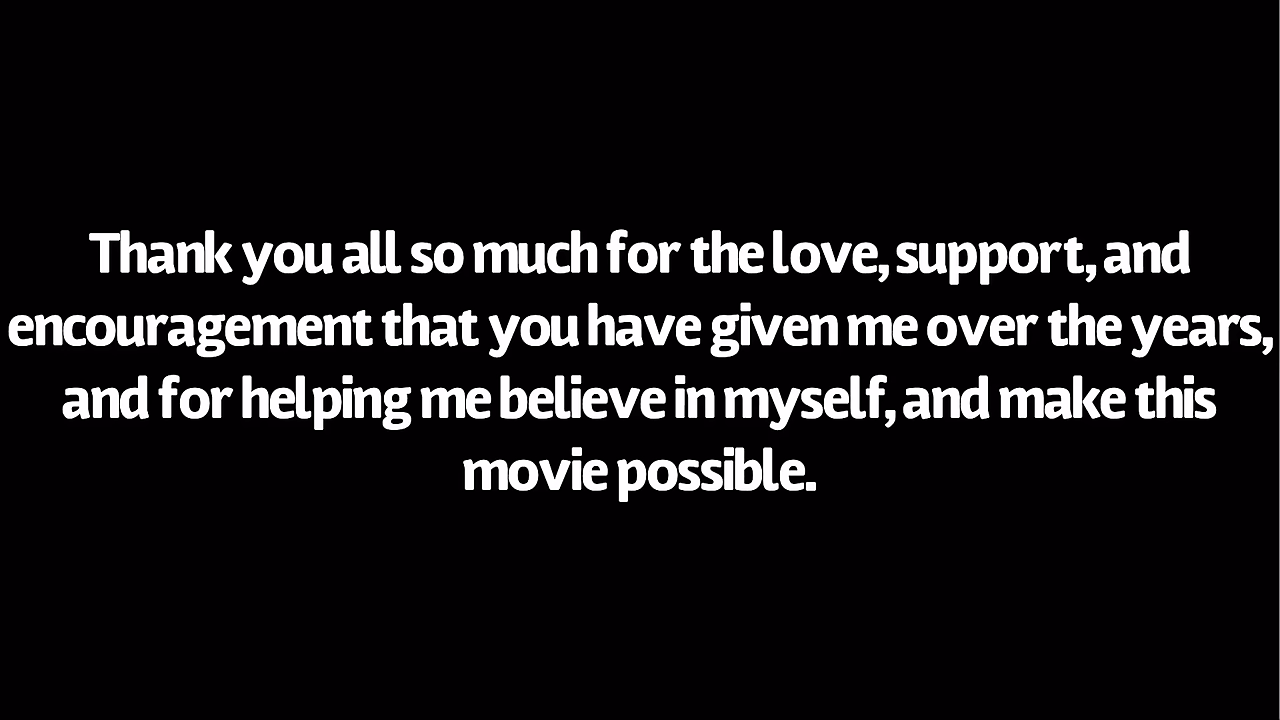 Thank you all so much for the love, support, and
encouragement that you have given me over the years,
and for helping me believe in myself, and make this
movie possible.